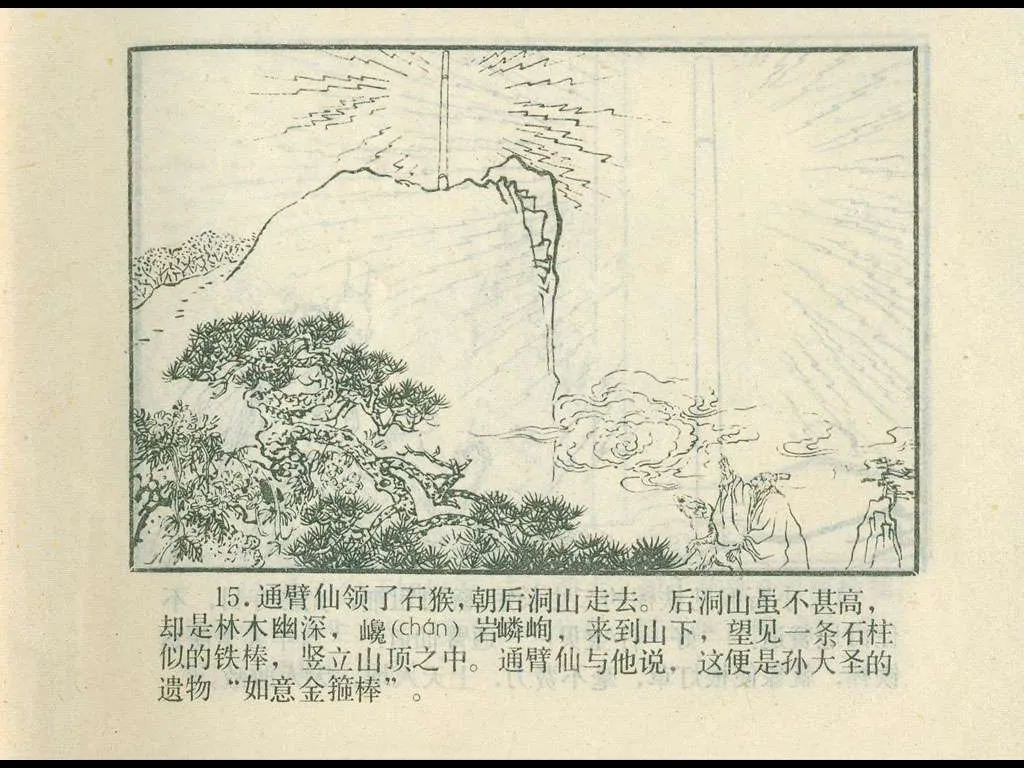 15.通臂仙领了石猴,朝后洞山走去。后洞山虽不甚高,
却是林木幽深,巉(chán)岩嶙峋,来到山下,望见一条石柱
似的铁棒,竖立山顶之中。通臂仙与他说,这便是孙大圣的
遗物“如意金箍棒”。